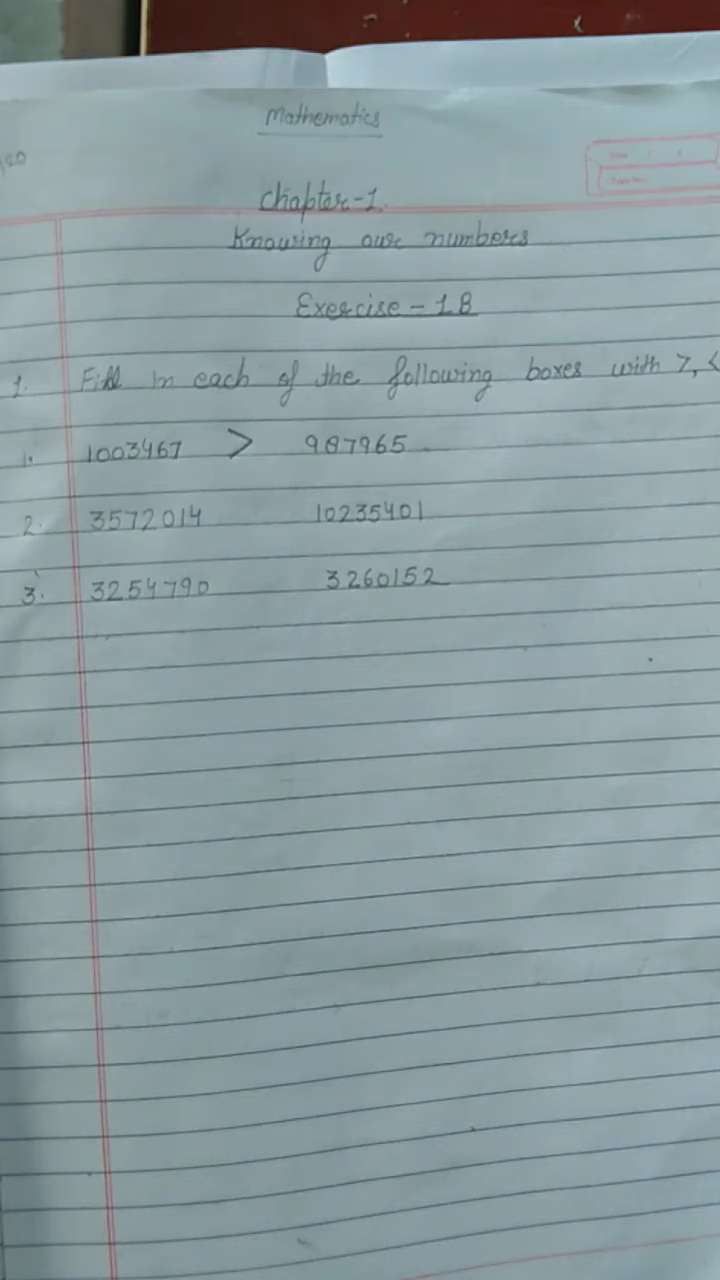 Mathematics
120
Chapter-1.
Knowing our numbers
Exercise - 1B
1. Fill in each of the following boxes with >, <
1. 1003467 > 987965
2. 3572014 10235401
3. 3254790 3260152